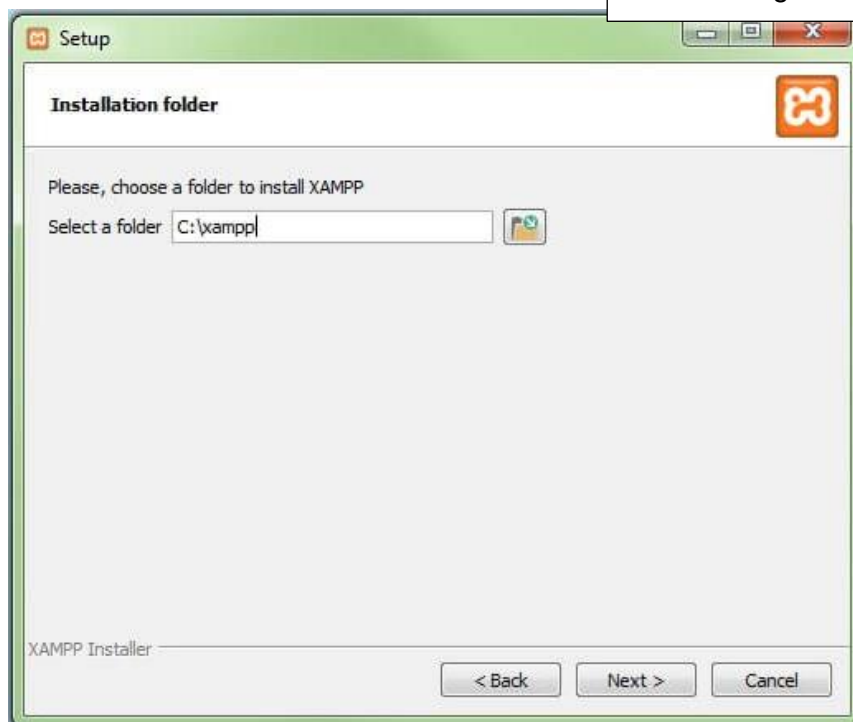 Setup
Installation folder
Please, choose a folder to install XAMPP
Select a folder C:\xampp
XAMPP Installer
< Back Next > Cancel